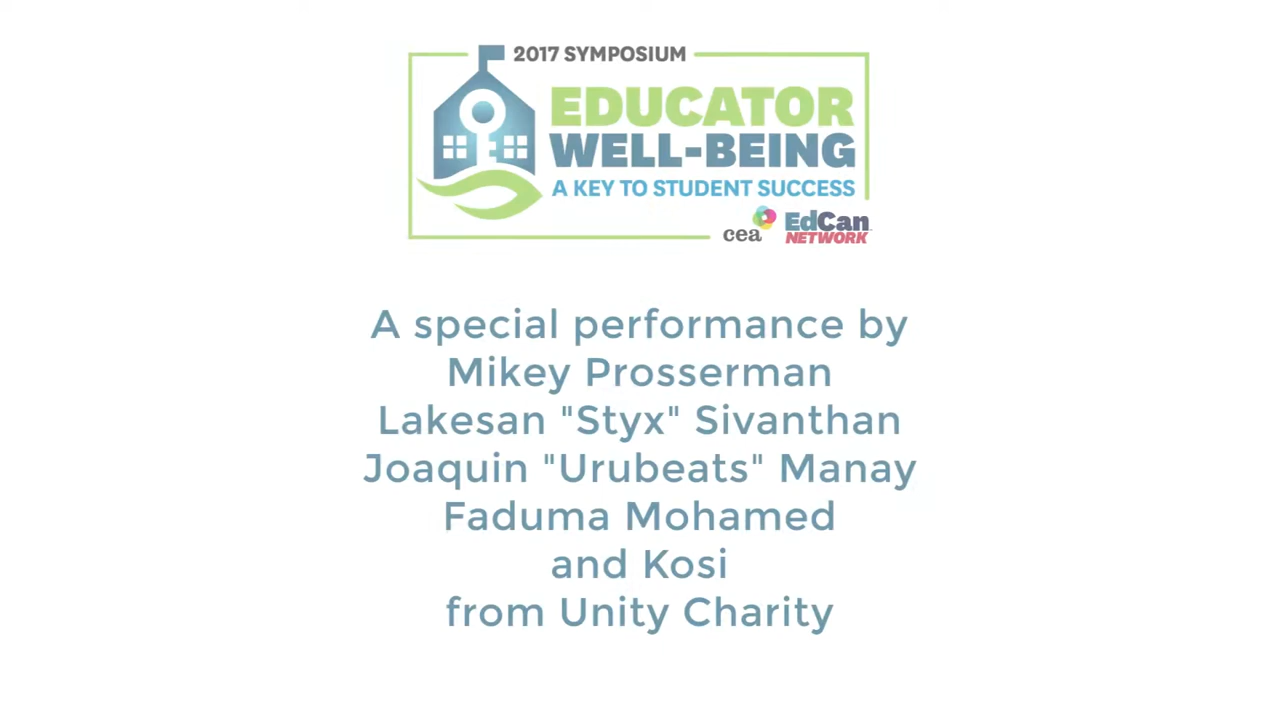 2017 SYMPOSIUM
EDUCATOR
WELL-BEING
A KEY TO STUDENT SUCCESS
cea EdCan
NETWORK
A special performance by
Mikey Prosserman
Lakesan "Styx" Sivanthan
Joaquin "Urubeats" Manay
Faduma Mohamed
and Kosi
from Unity Charity